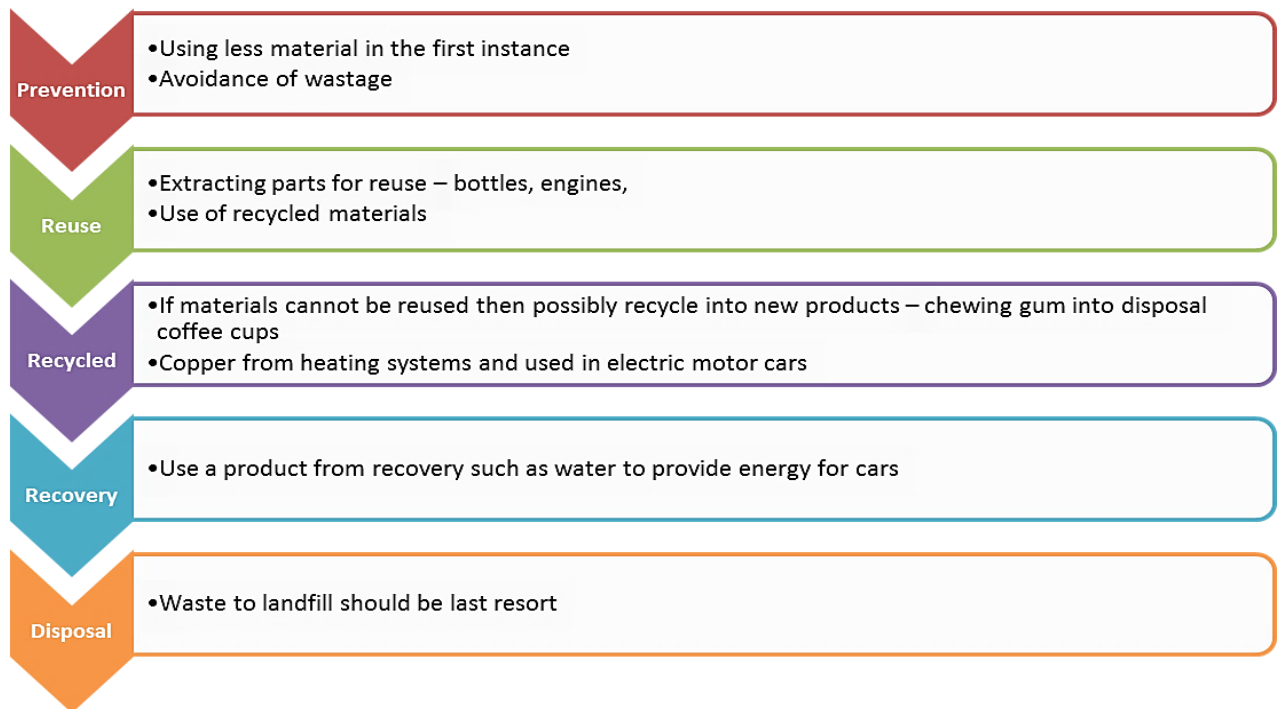 Prevention
•Using less material in the first instance
•Avoidance of wastage
Reuse
•Extracting parts for reuse – bottles, engines,
•Use of recycled materials
Recycled
•If materials cannot be reused then possibly recycle into new products – chewing gum into disposal
coffee cups
•Copper from heating systems and used in electric motor cars
Recovery
•Use a product from recovery such as water to provide energy for cars
Disposal
•Waste to landfill should be last resort